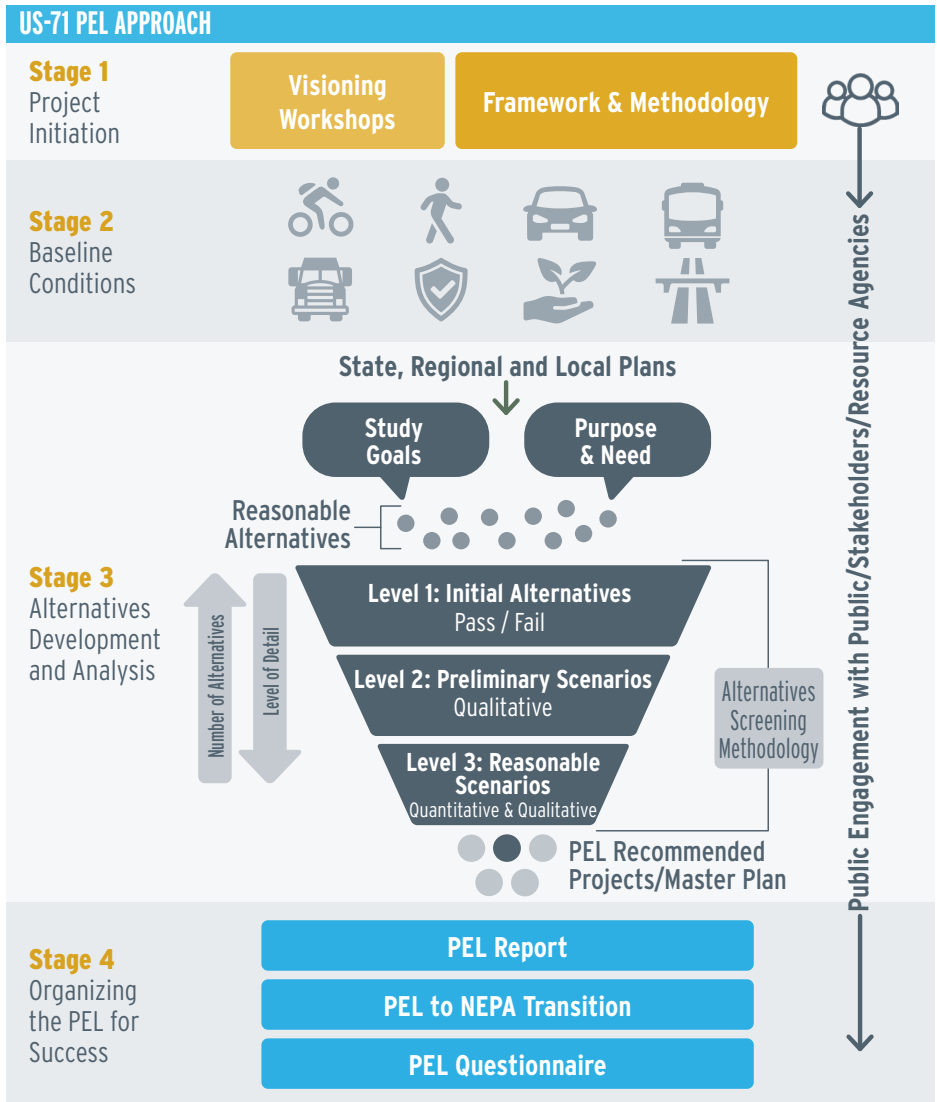 US-71 PEL APPROACH
Stage 1
Project
Initiation
Visioning
Workshops
Framework & Methodology
Stage 2
Baseline
Conditions
Public Engagement with Public/Stakeholders/Resource Agencies
State, Regional and Local Plans
Study
Goals
Purpose
& Need
Reasonable
Alternatives
Stage 3
Alternatives
Development
and Analysis
Number of Alternatives
Level of Detail
Level 1: Initial Alternatives
Pass / Fail
Level 2: Preliminary Scenarios
Qualitative
Level 3: Reasonable
Scenarios
Quantitative & Qualitative
Alternatives
Screening
Methodology
PEL Recommended
Projects/Master Plan
Stage 4
Organizing
the PEL for
Success
PEL Report
PEL to NEPA Transition
PEL Questionnaire